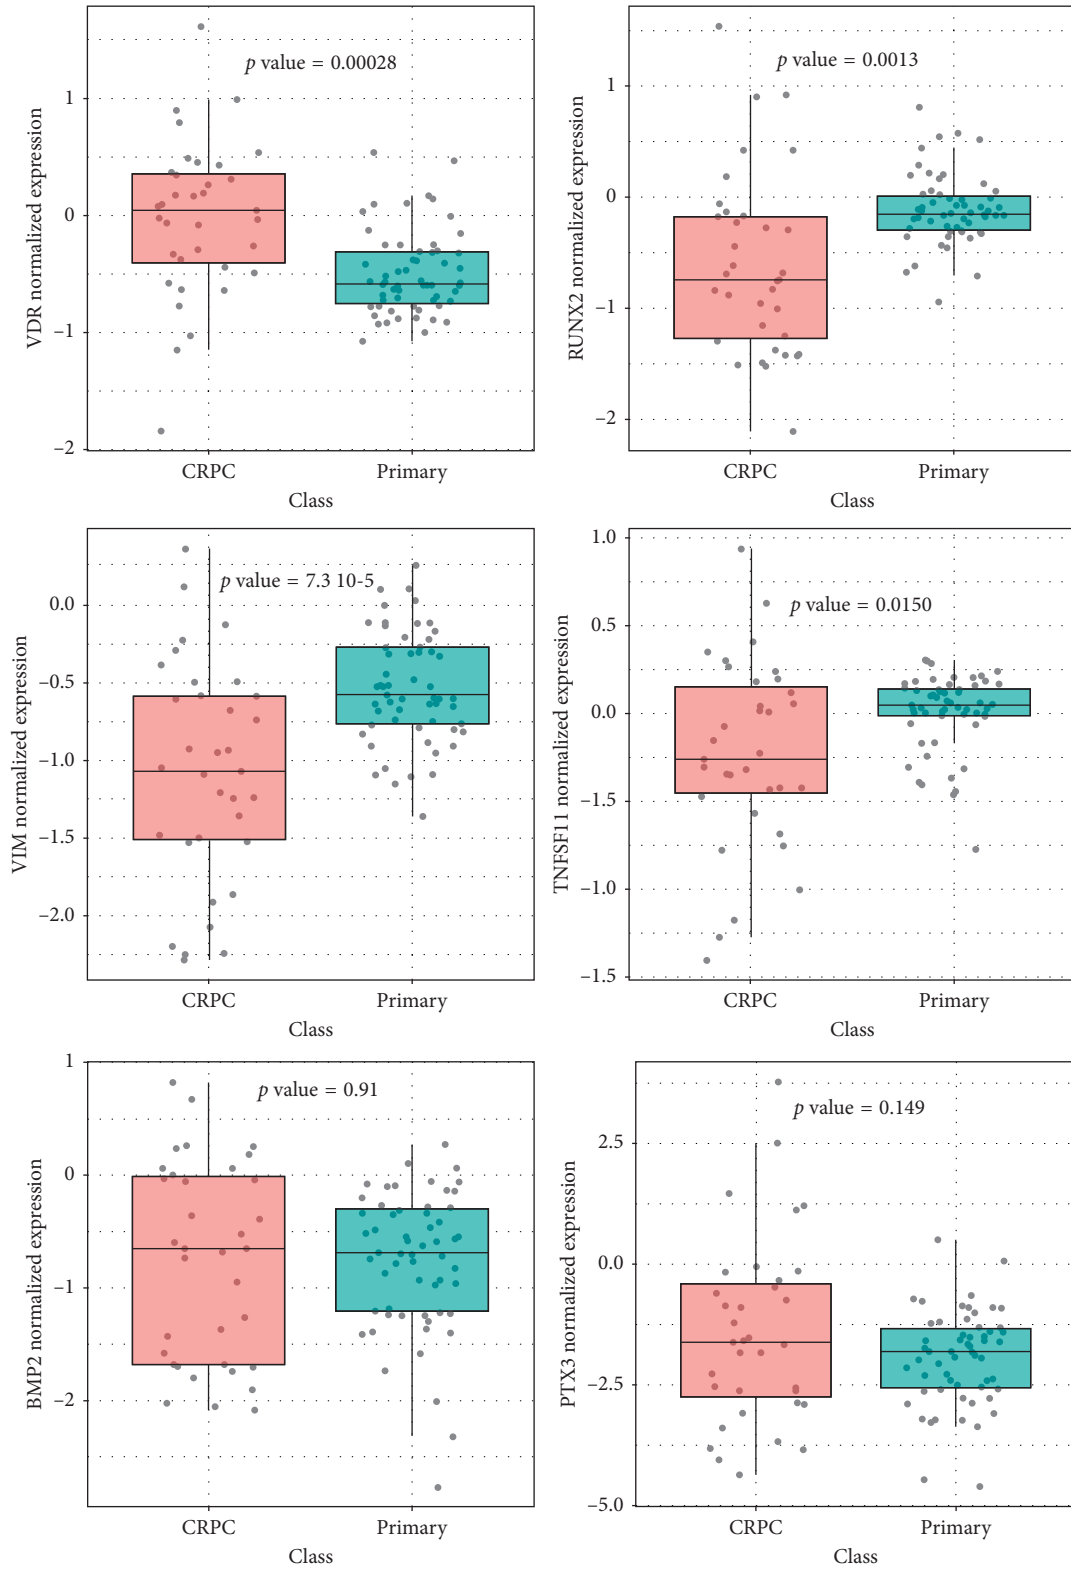 VDR normalized expression
p value = 0.00028
1
0
−1
−2
CRPC Primary
Class
RUNX2 normalized expression
p value = 0.0013
1
0
−1
−2
CRPC Primary
Class
VIM normalized expression
p value = 7.3 10-5
0.0
−0.5
−1.0
−1.5
−2.0
CRPC Primary
Class
TNFSF11 normalized expression
p value = 0.0150
1.0
0.5
0.0
−1.5
−1.0
−1.5
CRPC Primary
Class
BMP2 normalized expression
p value = 0.91
1
0
−1
−2
CRPC Primary
Class
PTX3 normalized expression
p value = 0.149
2.5
0.0
−2.5
−5.0
CRPC Primary
Class